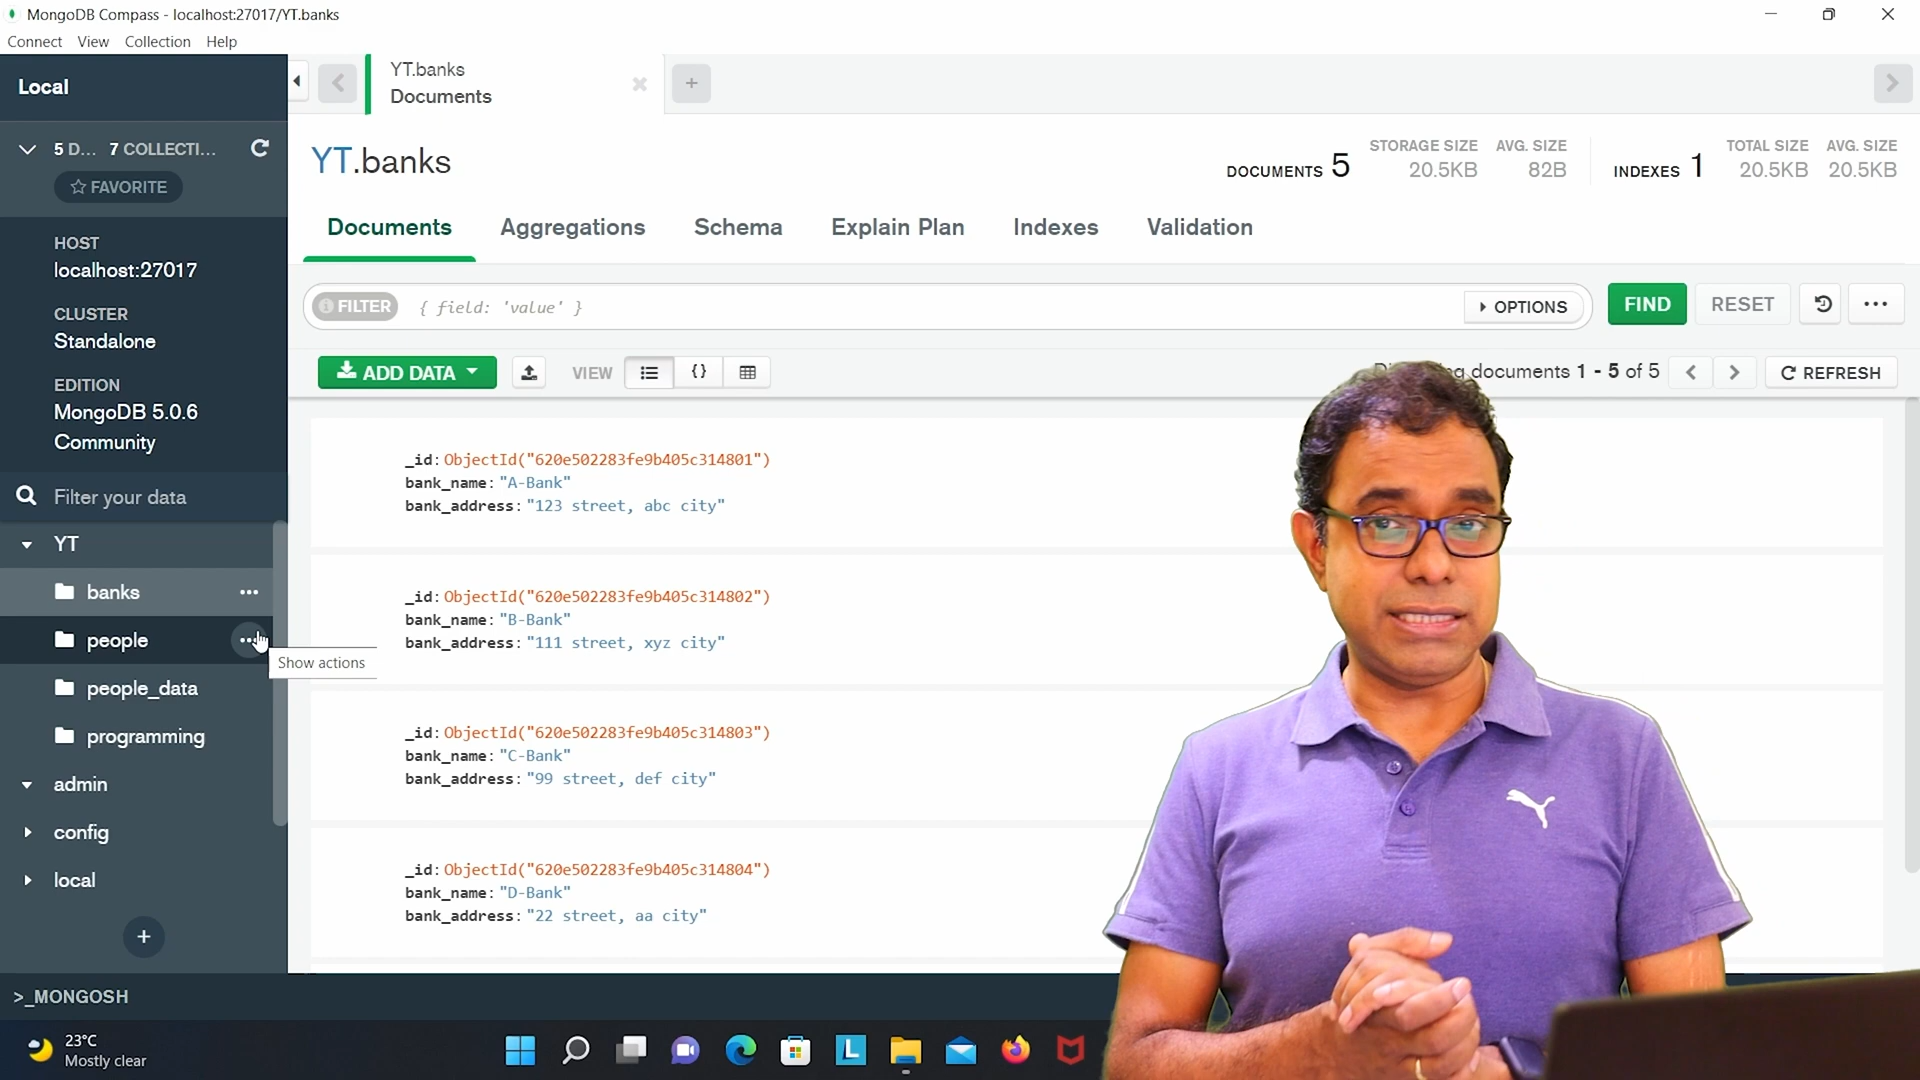 MongoDB Compass - localhost:27017/YT.banks
Connect View Collection Help
Local
5 D... 7 COLLECTI...
FAVORITE
HOST
localhost:27017
CLUSTER
Standalone
EDITION
MongoDB 5.0.6
Community
Filter your data
YT
banks
people
Show actions
people_data
programming
admin
config
local
+
>_MONGOSH
YT.banks
Documents
+
YT.banks
DOCUMENTS 5
STORAGE SIZE
20.5KB
AVG. SIZE
82B
INDEXES 1
TOTAL SIZE
20.5KB
AVG. SIZE
20.5KB
Documents Aggregations Schema Explain Plan Indexes Validation
FILTER { field: 'value' } OPTIONS FIND RESET
ADD DATA VIEW {} documents 1 - 5 of 5 REFRESH
_id: ObjectId("620e502283fe9b405c314801")
bank_name: "A-Bank"
bank_address: "123 street, abc city"
_id: ObjectId("620e502283fe9b405c314802")
bank_name: "B-Bank"
bank_address: "111 street, xyz city"
_id: ObjectId("620e502283fe9b405c314803")
bank_name: "C-Bank"
bank_address: "99 street, def city"
_id: ObjectId("620e502283fe9b405c314804")
bank_name: "D-Bank"
bank_address: "22 street, aa city"
23°C
Mostly clear
L